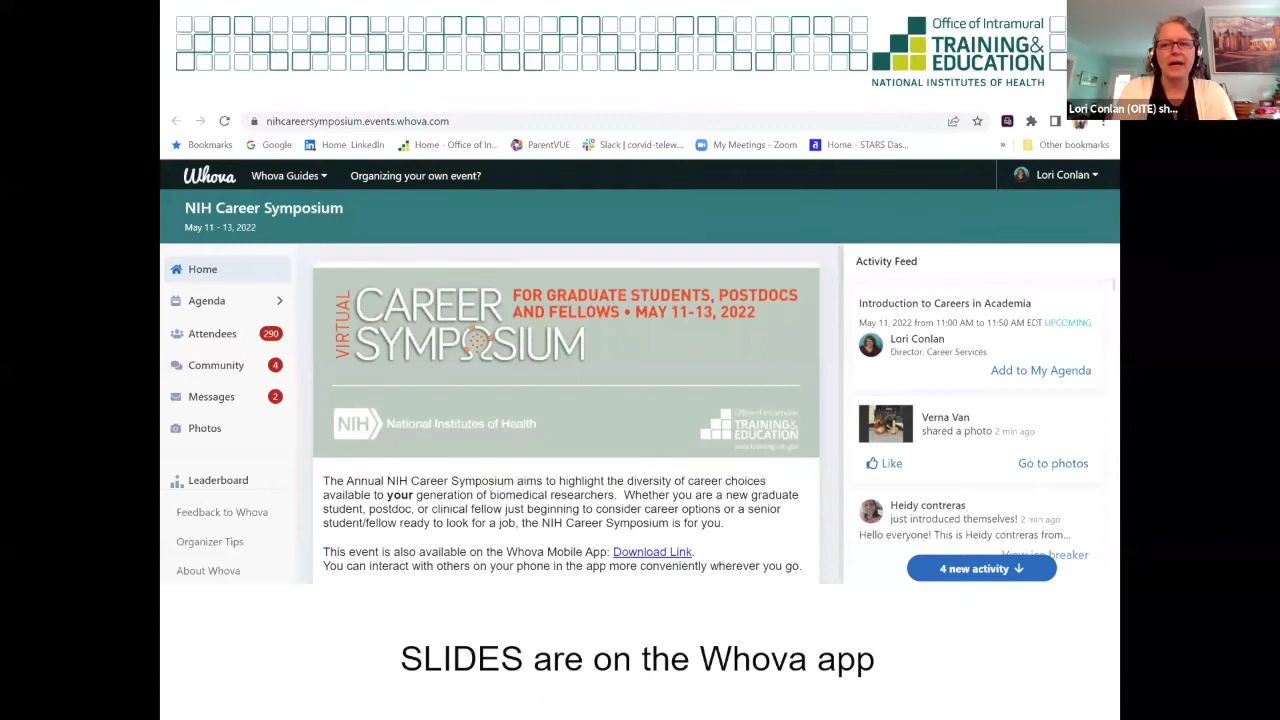 Office of Intramural
TRAINING&
EDUCATION
NATIONAL INSTITUTES OF HEALTH
Lori Conlan (OITE) sh...
nihcareersymposium.events.whova.com
Bookmarks Google Home LinkedIn Home - Office of In... ParentVUE Slack | corvid-telew... My Meetings - Zoom Home - STARS Das... » Other bookmarks
Whova Whova Guides Organizing your own event? Lori Conlan
NIH Career Symposium
May 11 - 13, 2022
Home
Agenda
Attendees 290
Community 4
Messages 2
Photos
Leaderboard
Feedback to Whova
Organizer Tips
About Whova
VIRTUAL
CAREER
SYMPOSIUM
FOR GRADUATE STUDENTS, POSTDOCS
AND FELLOWS • MAY 11-13, 2022
NIH National Institutes of Health
Office of Intramural
TRAINING&
EDUCATION
The Annual NIH Career Symposium aims to highlight the diversity of career choices
available to your generation of biomedical researchers. Whether you are a new graduate
student, postdoc, or clinical fellow just beginning to consider career options or a senior
student/fellow ready to look for a job, the NIH Career Symposium is for you.
This event is also available on the Whova Mobile App: Download Link.
You can interact with others on your phone in the app more conveniently wherever you go.
Activity Feed
Introduction to Careers in Academia
May 11, 2022 from 11:00 AM to 11:50 AM EDT UPCOMING
Lori Conlan
Director, Career Services
Add to My Agenda
Verna Van
shared a photo 2 min ago
Like Go to photos
Heidy contreras
just introduced themselves! 2 min ago
Hello everyone! This is Heidy contreras from...
View ice breaker
4 new activity
SLIDES are on the Whova app